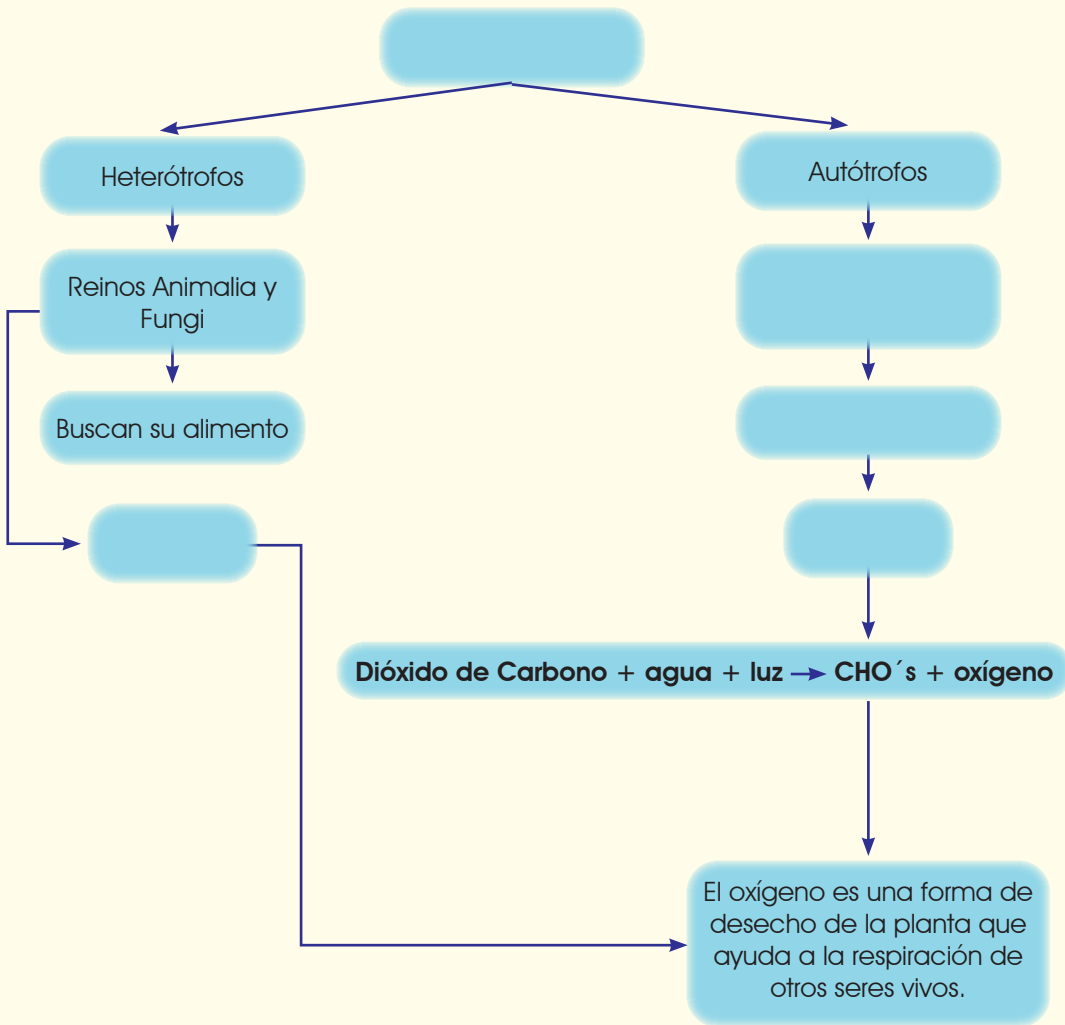 Heterótrofos
Autótrofos
Reinos Animalia y
Fungi
Buscan su alimento
Dióxido de Carbono + agua + luz → CHO´s + oxígeno
El oxígeno es una forma de
desecho de la planta que
ayuda a la respiración de
otros seres vivos.